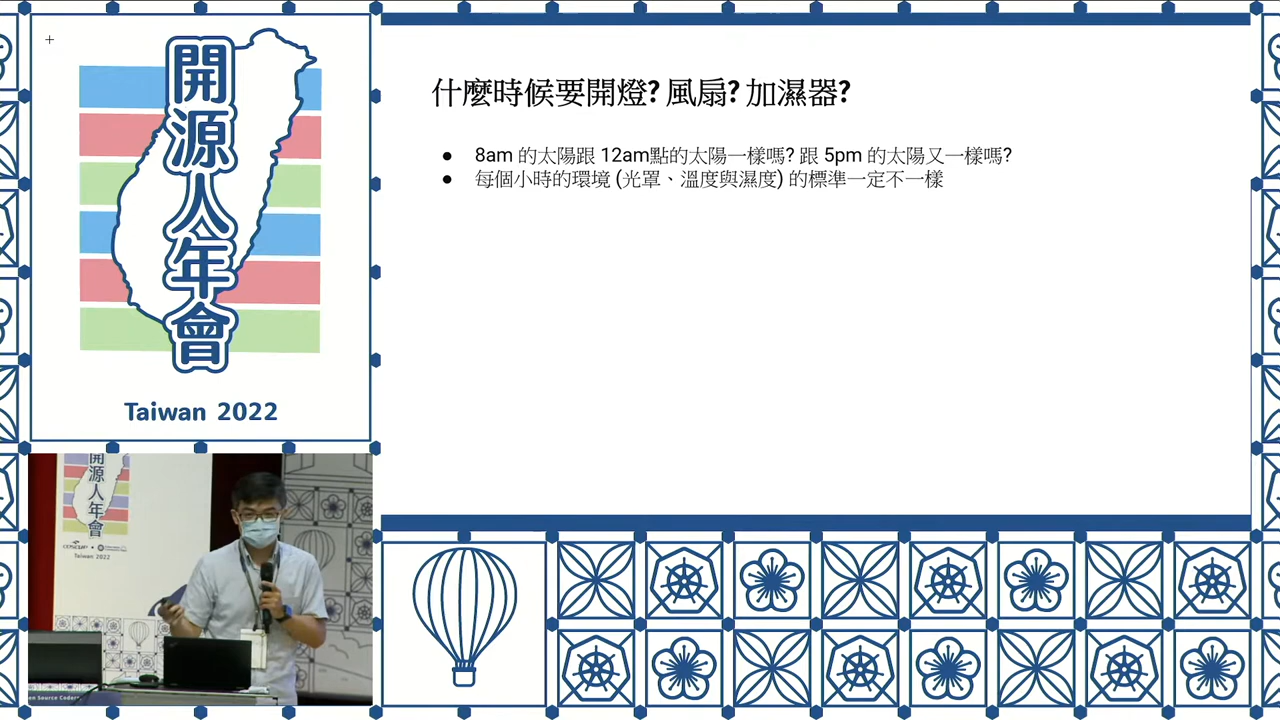 開源人年會
Taiwan 2022
什麼時候要開燈? 風扇? 加濕器?
8am 的太陽跟 12am點的太陽一樣嗎? 跟 5pm 的太陽又一樣嗎?
每個小時的環境 (光罩、溫度與濕度) 的標準一定不一樣
開源人年會
Taiwan 2022
en Source Coders